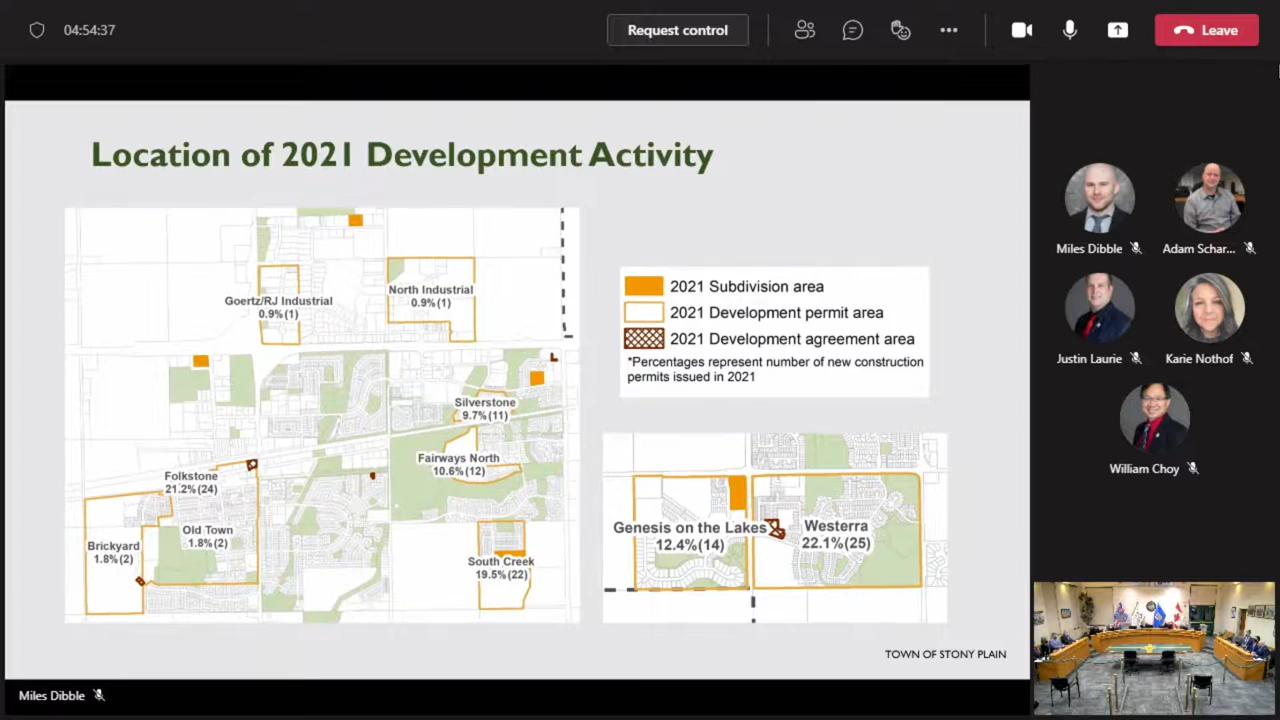 04:54:37
Request control
Leave
Location of 2021 Development Activity
Goertz/RJ Industrial
0.9%(1)
North Industrial
0.9%(1)
Silverstone
9.7%(11)
Fairways North
10.6%(12)
Folkstone
21.2%(24)
Old Town
1.8%(2)
Brickyard
1.8%(2)
South Creek
19.5%(22)
2021 Subdivision area
2021 Development permit area
2021 Development agreement area
*Percentages represent number of new construction
permits issued in 2021
Genesis on the Lakes
12.4%(14)
Westerra
22.1%(25)
TOWN OF STONY PLAIN
Miles Dibble
Miles Dibble
Adam Schar...
Justin Laurie
Karie Nothof
William Choy